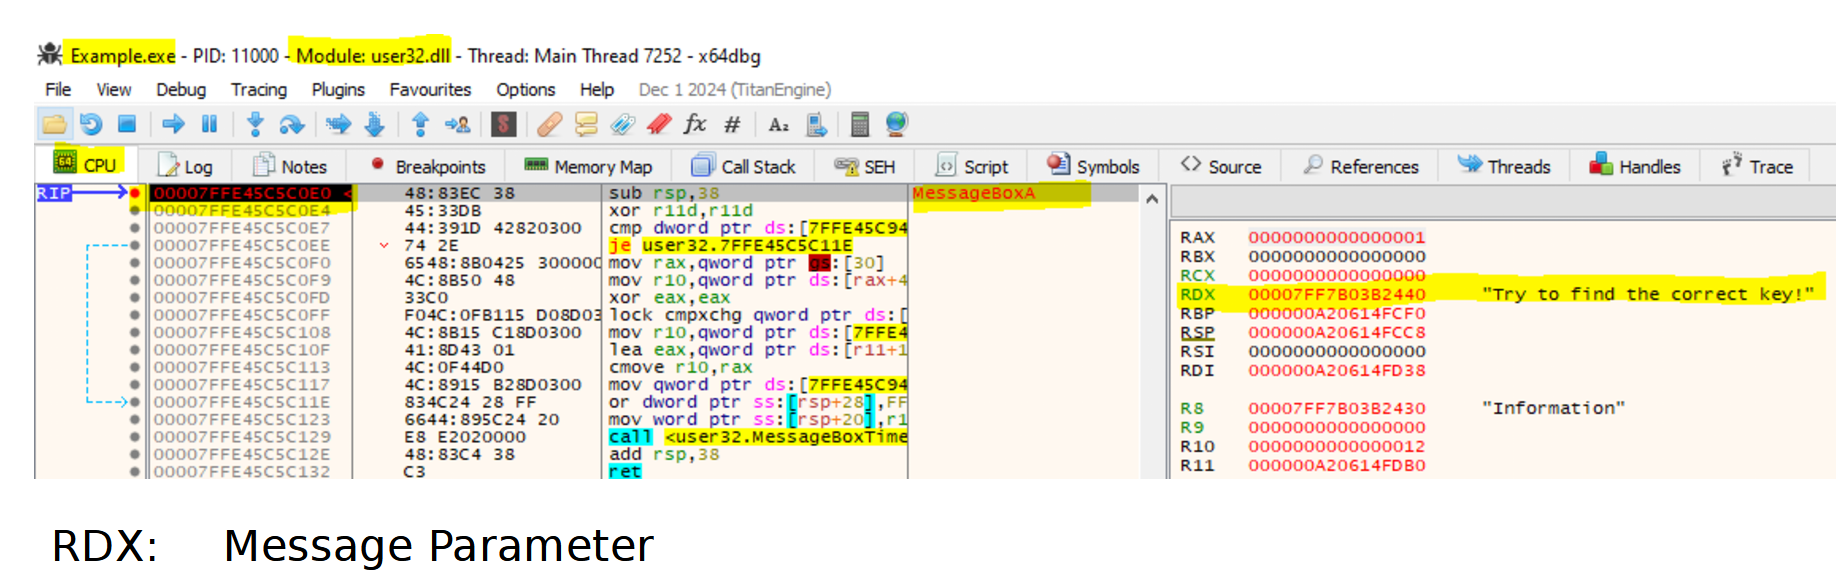 Example.exe - PID: 11000 - Module: user32.dll - Thread: Main Thread 7252 - x64dbg
File View Debug Tracing Plugins Favourites Options Help Dec 1 2024 (TitanEngine)
S fx # A₂
64 CPU Log Notes Breakpoints Memory Map Call Stack SEH Script Symbols Source References Threads Handles Trace
RIP 00007FFE45C5C0E0 < 48:83EC 38 sub rsp,38 MessageBoxA
00007FFE45C5C0E4 45:33DB xor r11d,r11d
00007FFE45C5C0E7 44:391D 42820300 cmp dword ptr ds:[7FFE45C94
00007FFE45C5C0EE 74 2E je user32.7FFE45C5C11E
00007FFE45C5C0F0 6548:8B0425 300000 mov rax,qword ptr gs:[30]
00007FFE45C5C0F9 4C:8B50 48 mov r10,qword ptr ds:[rax+4
00007FFE45C5C0FD 33C0 xor eax,eax
00007FFE45C5C0FF F04C:0FB115 D08D03 lock cmpxchg qword ptr ds:[
00007FFE45C5C108 4C:8B15 C18D0300 mov r10,qword ptr ds:[7FFE4
00007FFE45C5C10F 41:8D43 01 lea eax,qword ptr ds:[r11+1
00007FFE45C5C113 4C:0F44D0 cmove r10,rax
00007FFE45C5C117 4C:8915 B28D0300 mov qword ptr ds:[7FFE45C94
00007FFE45C5C11E 834C24 28 FF or dword ptr ss:[rsp+28],FF
00007FFE45C5C123 6644:895C24 20 mov word ptr ss:[rsp+20],r1
00007FFE45C5C129 E8 E2020000 call <user32.MessageBoxTime
00007FFE45C5C12E 48:83C4 38 add rsp,38
00007FFE45C5C132 C3 ret
RAX 0000000000000001
RBX 0000000000000000
RCX 0000000000000000
RDX 00007FF7B03B2440 "Try to find the correct key!"
RBP 000000A20614FCF0
RSP 000000A20614FCC8
RSI 0000000000000000
RDI 000000A20614FD38
R8 00007FF7B03B2430 "Information"
R9 0000000000000000
R10 0000000000000012
R11 000000A20614FDB0
RDX: Message Parameter